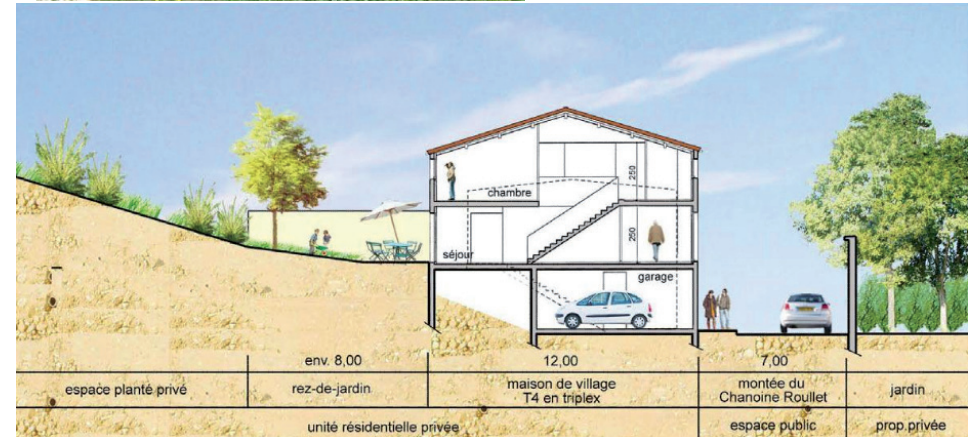 250
chambre
250
séjour
garage
env. 8,00
12,00
7,00
espace planté privé
rez-de-jardin
maison de village
T4 en triplex
montée du
Chanoine Roullet
jardin
unité résidentielle privée
espace public
prop.privée